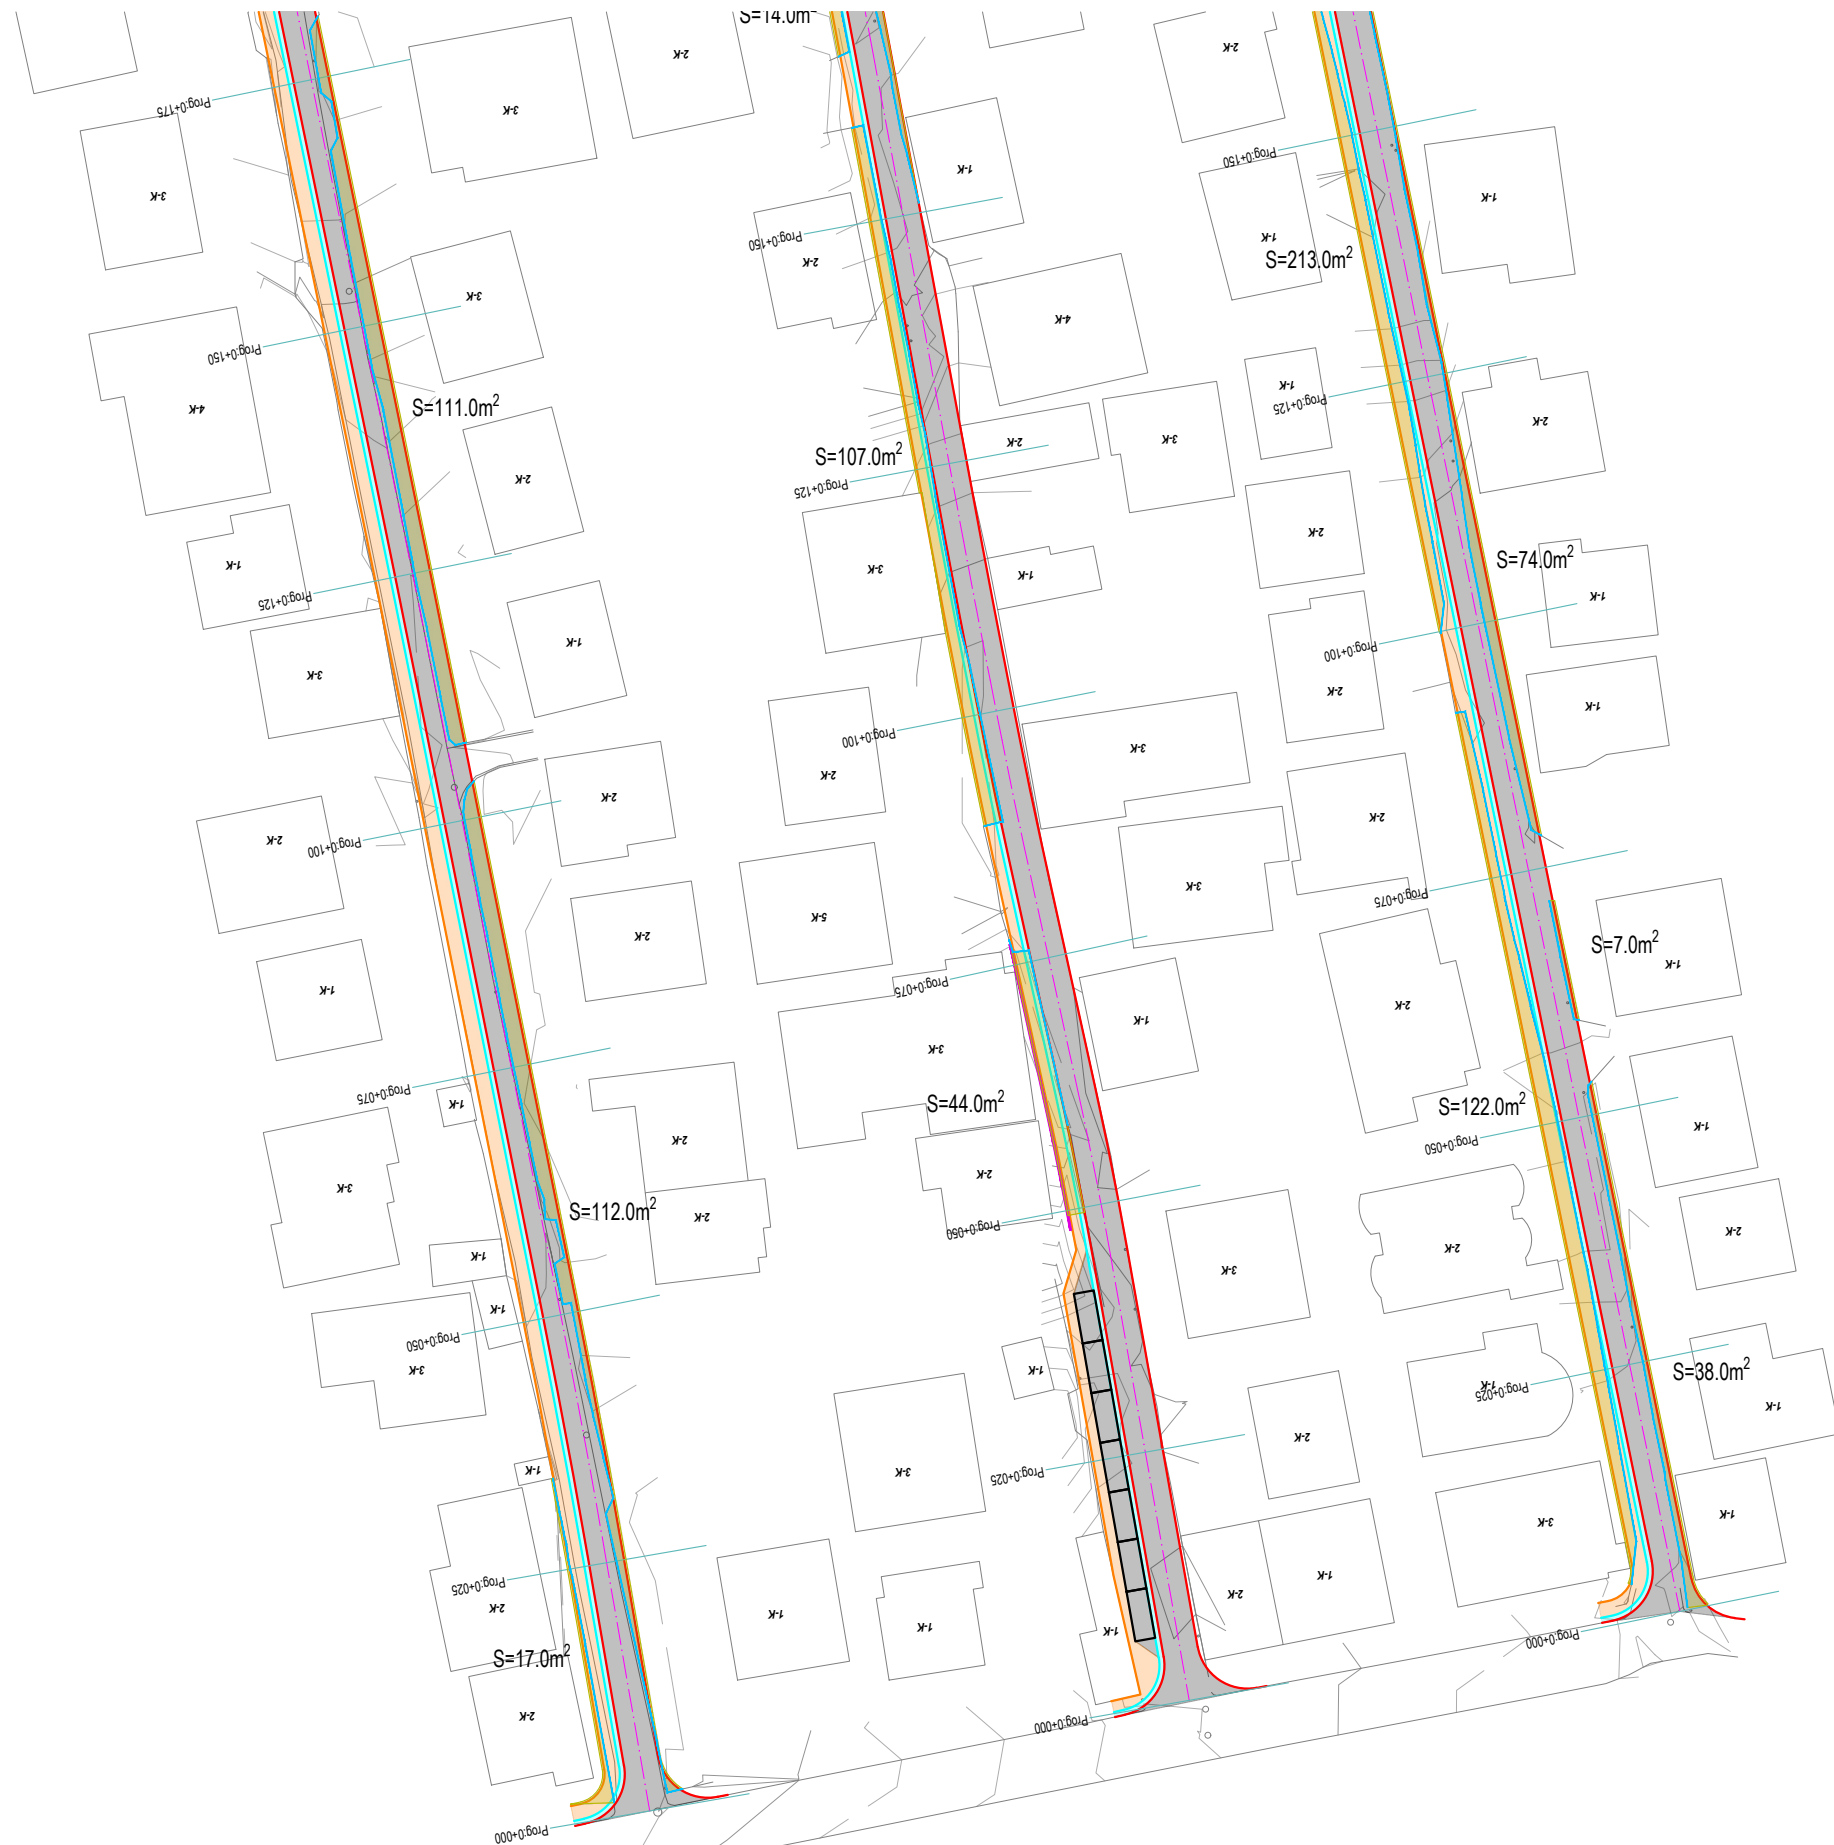 S=14.0m²
2-K
2-K
Prog:0+175
3-K
Prog:0+150
1-K
3-K
1-K
1-K
Prog:0+150
2-K
S=213.0m²
3-K
4-K
Prog:0+150
1-K
Prog:0+125
4-K
S=111.0m²
2-K
2-K
3-K
S=107.0m²
Prog:0+125
2-K
2-K
S=74.0m²
1-K
3-K
1-K
Prog:0+125
1-K
1-K
Prog:0+100
3-K
2-K
1-K
Prog:0+100
3-K
2-K
2-K
2-K
2-K
Prog:0+100
3-K
Prog:0+075
5-K
2-K
S=7.0m²
1-K
1-K
Prog:0+075
2-K
1-K
3-K
Prog:0+075
1-K
S=44.0m²
S=122.0m²
1-K
2-K
Prog:0+050
2-K
3-K
S=112.0m²
2-K
Prog:0+050
2-K
2-K
1-K
3-K
1-K
Prog:0+050
3-K
1-K
S=38.0m²
1-K
Prog:0+025
1-K
2-K
1-K
3-K
Prog:0+025
3-K
1-K
Prog:0+025
2-K
1-K
2-K
1-K
1-K
1-K
Prog:0+000
S=17.0m²
2-K
Prog:0+000
Prog:0+000